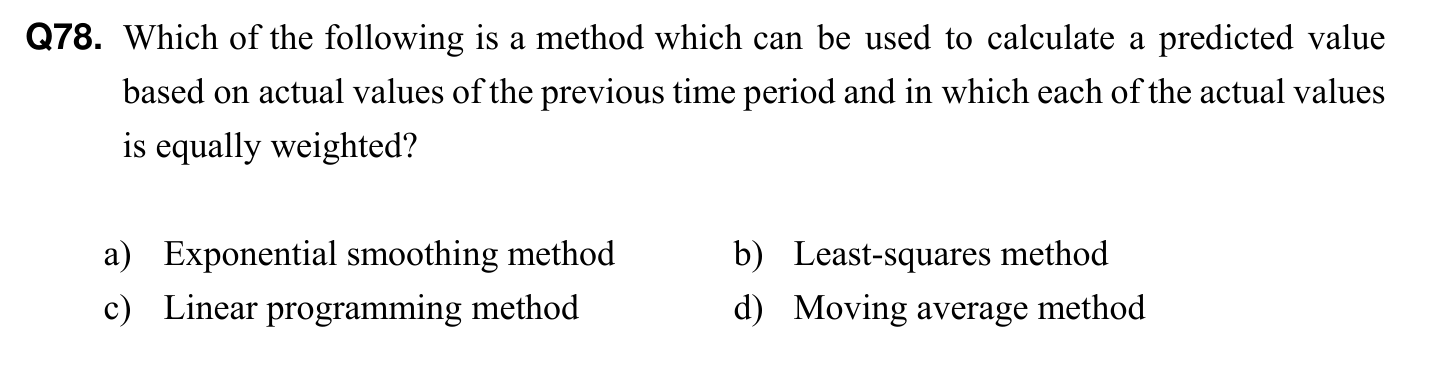 Q78. Which of the following is a method which can be used to calculate a predicted value
based on actual values of the previous time period and in which each of the actual values
is equally weighted?
a) Exponential smoothing method b) Least-squares method
c) Linear programming method d) Moving average method